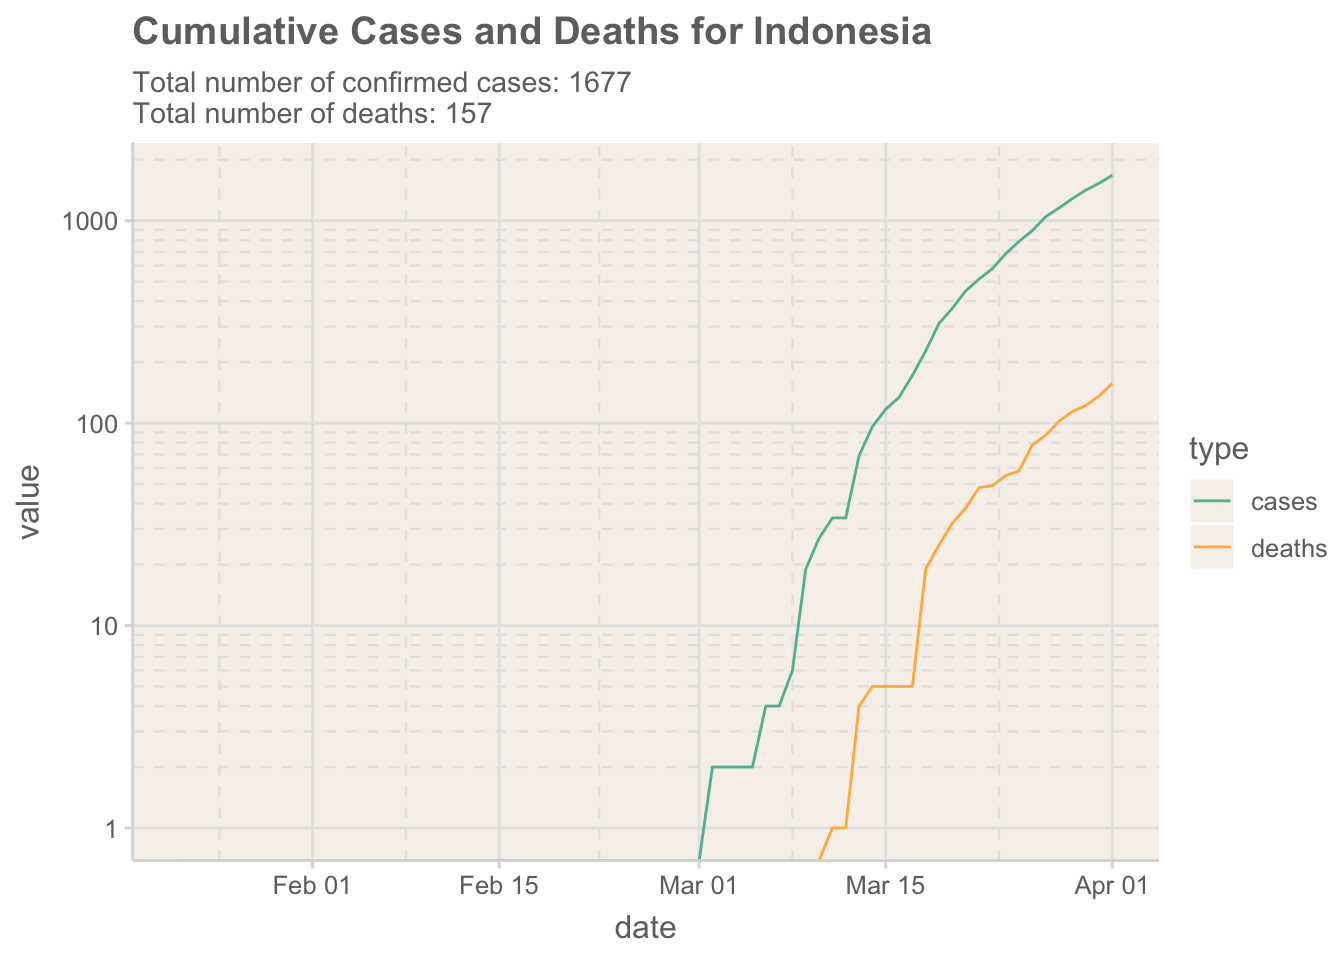 Cumulative Cases and Deaths for Indonesia
Total number of confirmed cases: 1677
Total number of deaths: 157
1000
100
10
1
value
Feb 01
Feb 15
Mar 01
Mar 15
Apr 01
date
type
cases
deaths